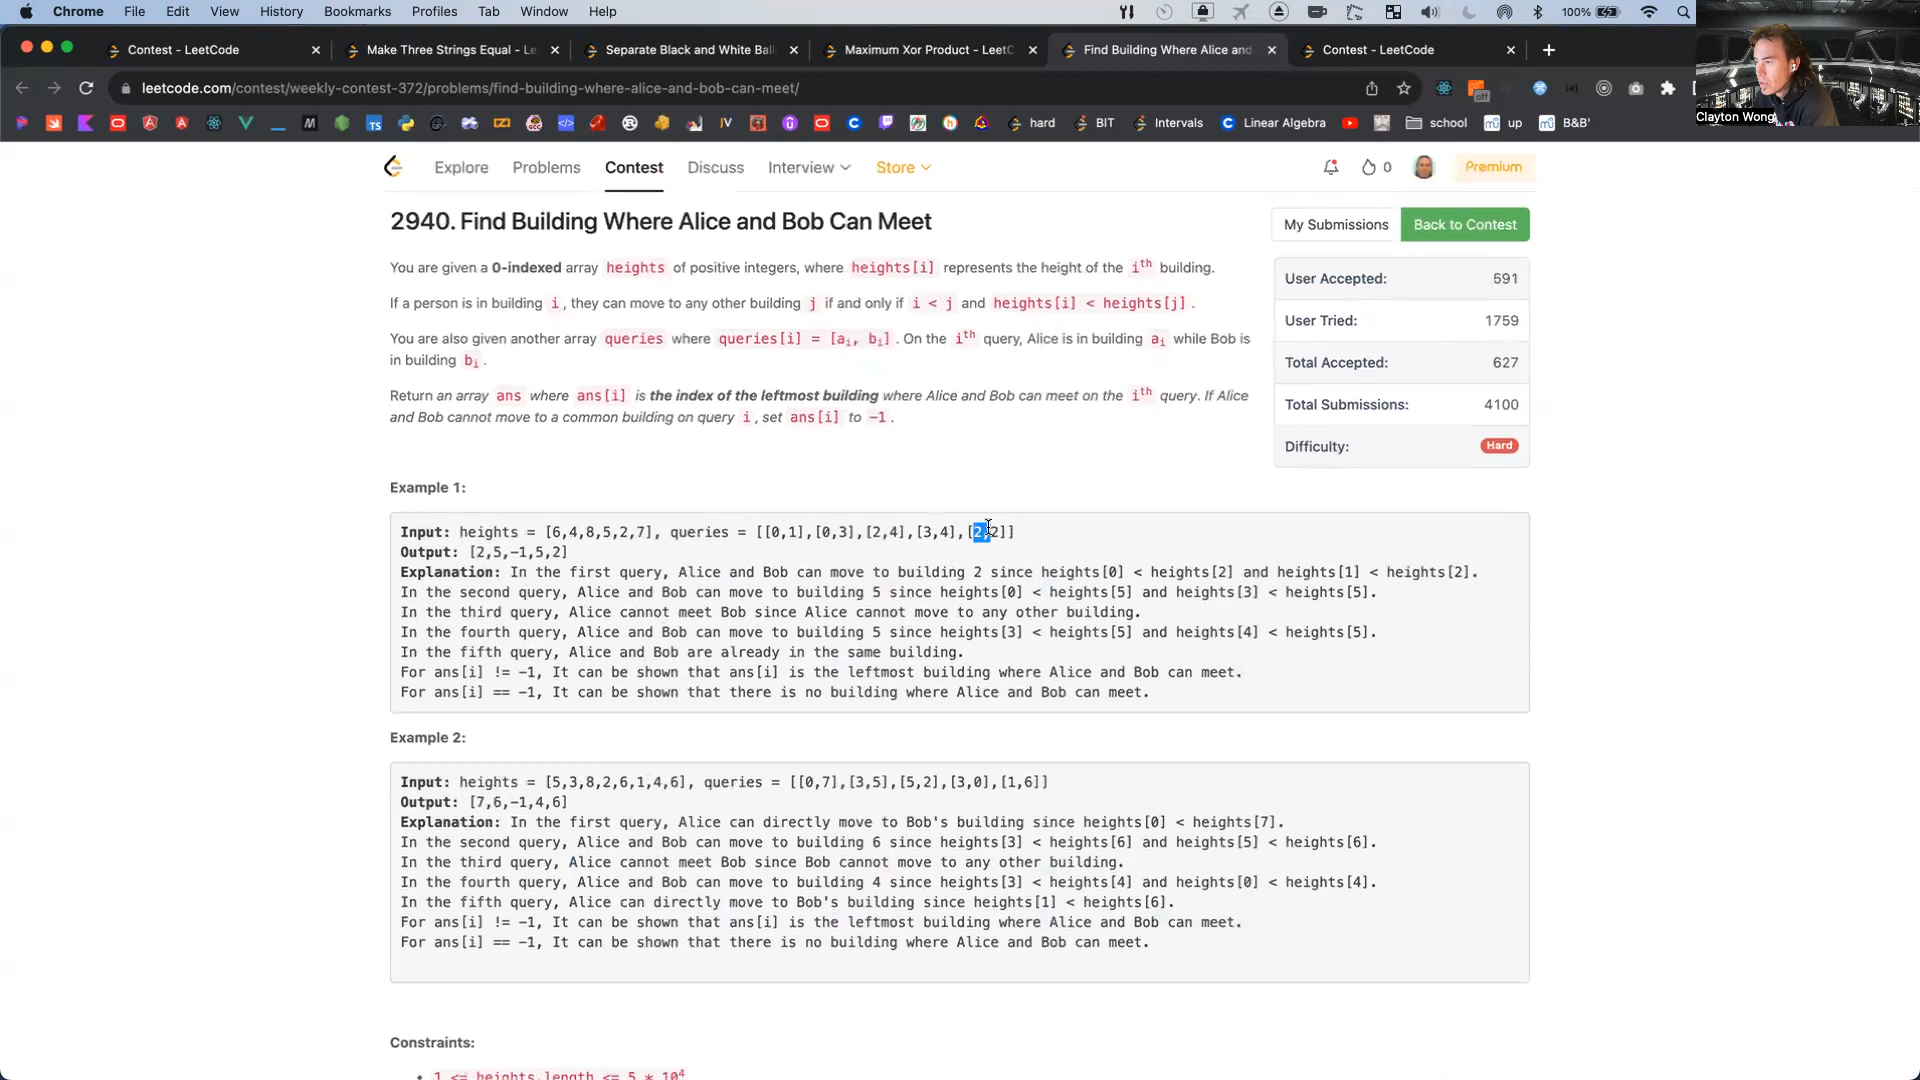 Chrome File Edit View History Bookmarks Profiles Tab Window Help 100%
Contest - LeetCode
Make Three Strings Equal - Le
Separate Black and White Ball
Maximum Xor Product - LeetC
Find Building Where Alice and
Contest - LeetCode
leetcode.com/contest/weekly-contest-372/problems/find-building-where-alice-and-bob-can-meet/
off
Clayton Wong
TS IV hard BIT Intervals Linear Algebra school up B&B'
Explore Problems Contest Discuss Interview Store 0 Premium
2940. Find Building Where Alice and Bob Can Meet
My Submissions Back to Contest
You are given a 0-indexed array heights of positive integers, where heights[i] represents the height of the ith building.
If a person is in building i, they can move to any other building j if and only if i < j and heights[i] < heights[j].
You are also given another array queries where queries[i] = [ai, bi]. On the ith query, Alice is in building ai while Bob is
in building bi.
Return an array ans where ans[i] is the index of the leftmost building where Alice and Bob can meet on the ith query. If Alice
and Bob cannot move to a common building on query i, set ans[i] to -1.
User Accepted: 591
User Tried: 1759
Total Accepted: 627
Total Submissions: 4100
Difficulty: Hard
Example 1:
Input: heights = [6,4,8,5,2,7], queries = [[0,1],[0,3],[2,4],[3,4],[2,2]]
Output: [2,5,-1,5,2]
Explanation: In the first query, Alice and Bob can move to building 2 since heights[0] < heights[2] and heights[1] < heights[2].
In the second query, Alice and Bob can move to building 5 since heights[0] < heights[5] and heights[3] < heights[5].
In the third query, Alice cannot meet Bob since Alice cannot move to any other building.
In the fourth query, Alice and Bob can move to building 5 since heights[3] < heights[5] and heights[4] < heights[5].
In the fifth query, Alice and Bob are already in the same building.
For ans[i] != -1, It can be shown that ans[i] is the leftmost building where Alice and Bob can meet.
For ans[i] == -1, It can be shown that there is no building where Alice and Bob can meet.
Example 2:
Input: heights = [5,3,8,2,6,1,4,6], queries = [[0,7],[3,5],[5,2],[3,0],[1,6]]
Output: [7,6,-1,4,6]
Explanation: In the first query, Alice can directly move to Bob's building since heights[0] < heights[7].
In the second query, Alice and Bob can move to building 6 since heights[3] < heights[6] and heights[5] < heights[6].
In the third query, Alice cannot meet Bob since Bob cannot move to any other building.
In the fourth query, Alice and Bob can move to building 4 since heights[3] < heights[4] and heights[0] < heights[4].
In the fifth query, Alice can directly move to Bob's building since heights[1] < heights[6].
For ans[i] != -1, It can be shown that ans[i] is the leftmost building where Alice and Bob can meet.
For ans[i] == -1, It can be shown that there is no building where Alice and Bob can meet.
Constraints:
1 <= heights.length <= 5 * 10^4